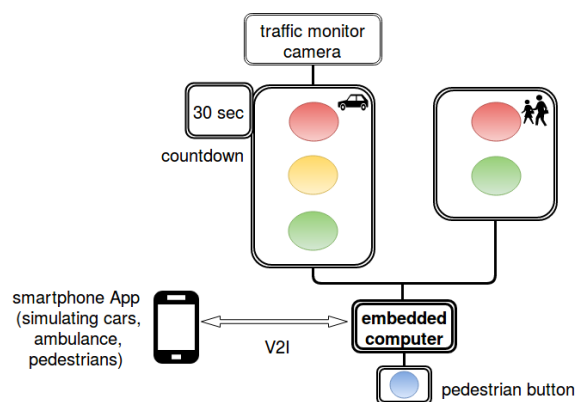 traffic monitor
camera
30 sec
countdown
smartphone App
(simulating cars,
ambulance,
pedestrians)
V2I
embedded
computer
pedestrian button